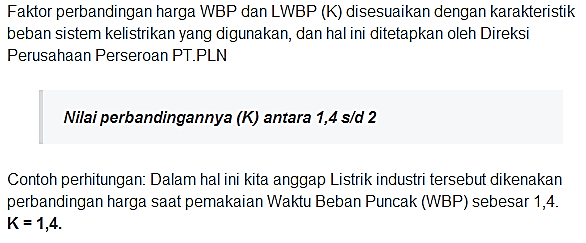 Faktor perbandingan harga WBP dan LWBP (K) disesuaikan dengan karakteristik
beban sistem kelistrikan yang digunakan, dan hal ini ditetapkan oleh Direksi
Perusahaan Perseroan PT.PLN
Nilai perbandingannya (K) antara 1,4 s/d 2
Contoh perhitungan: Dalam hal ini kita anggap Listrik industri tersebut dikenakan
perbandingan harga saat pemakaian Waktu Beban Puncak (WBP) sebesar 1,4.
K = 1,4.